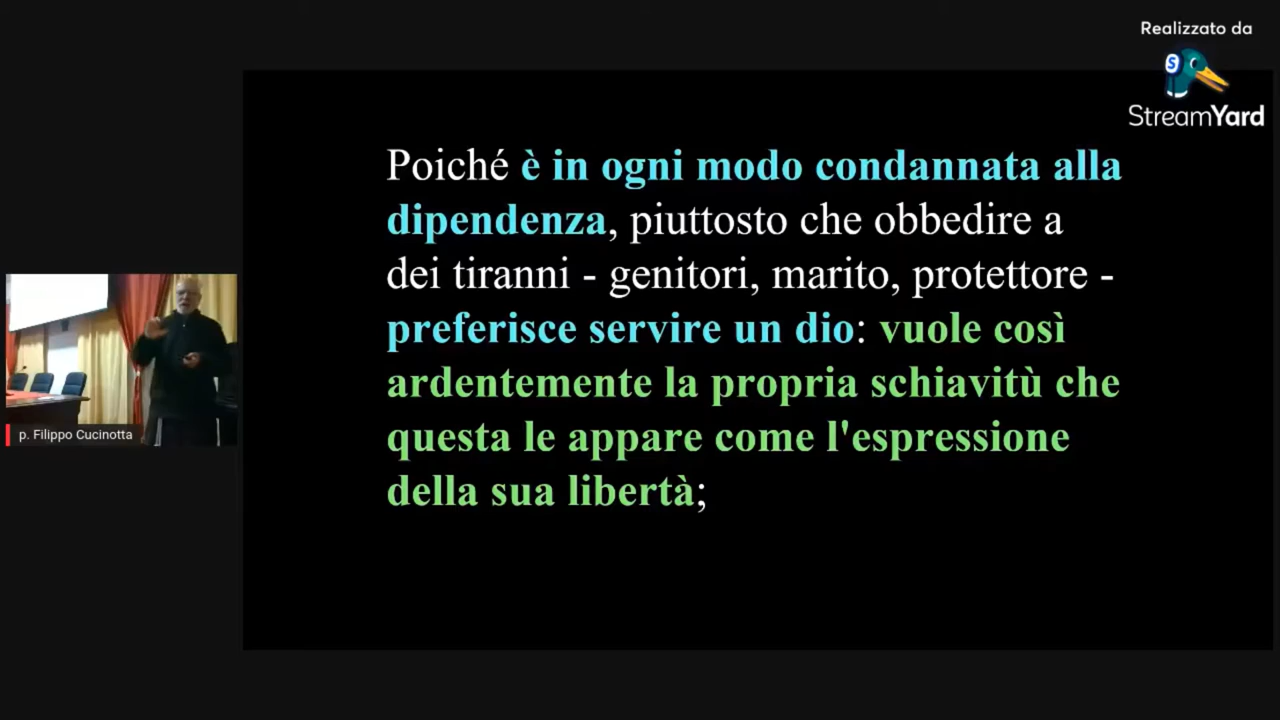 Realizzato da
S
StreamYard
Poiché è in ogni modo condannata alla
dipendenza, piuttosto che obbedire a
dei tiranni - genitori, marito, protettore -
preferisce servire un dio: vuole così
ardentemente la propria schiavitù che
questa le appare come l'espressione
della sua libertà;
p. Filippo Cucinotta